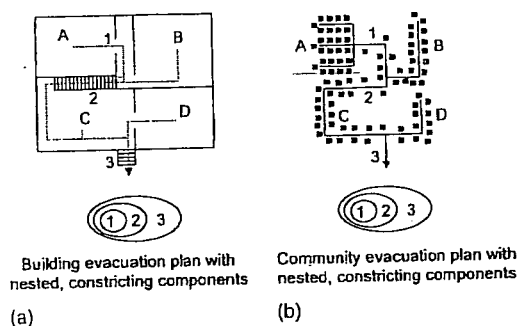 A
1
B
2
C
D
3
1 2 3
Building evacuation plan with
nested, constricting components
(a)
1
A
B
2
C
D
3
1 2 3
Community evacuation plan with
nested, constricting components
(b)